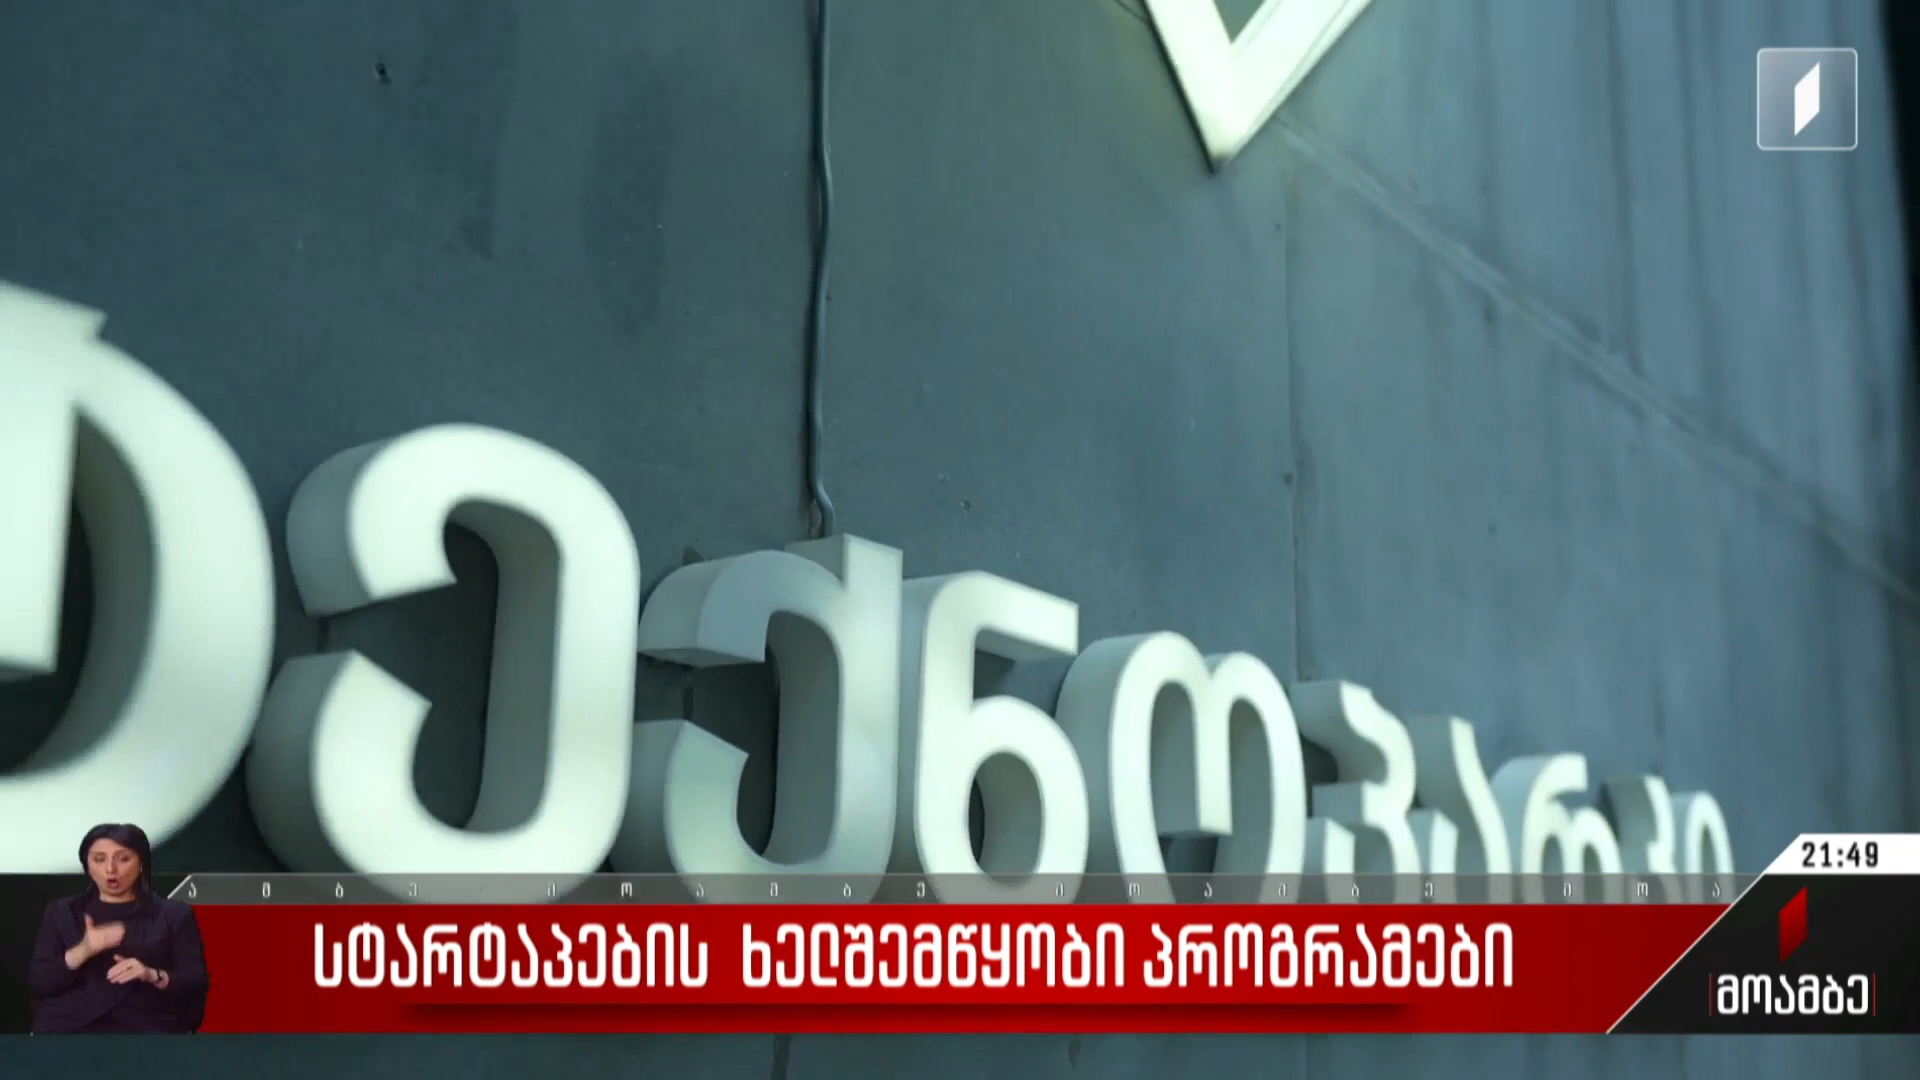 ტექნოპარკი
21:49
ა მ ბ ე · მ ო ა მ ბ ე · მ ო ა მ ბ ე · მ ო ა
სტარტაპების ხელშემწყობი პროგრამები
მოამბე